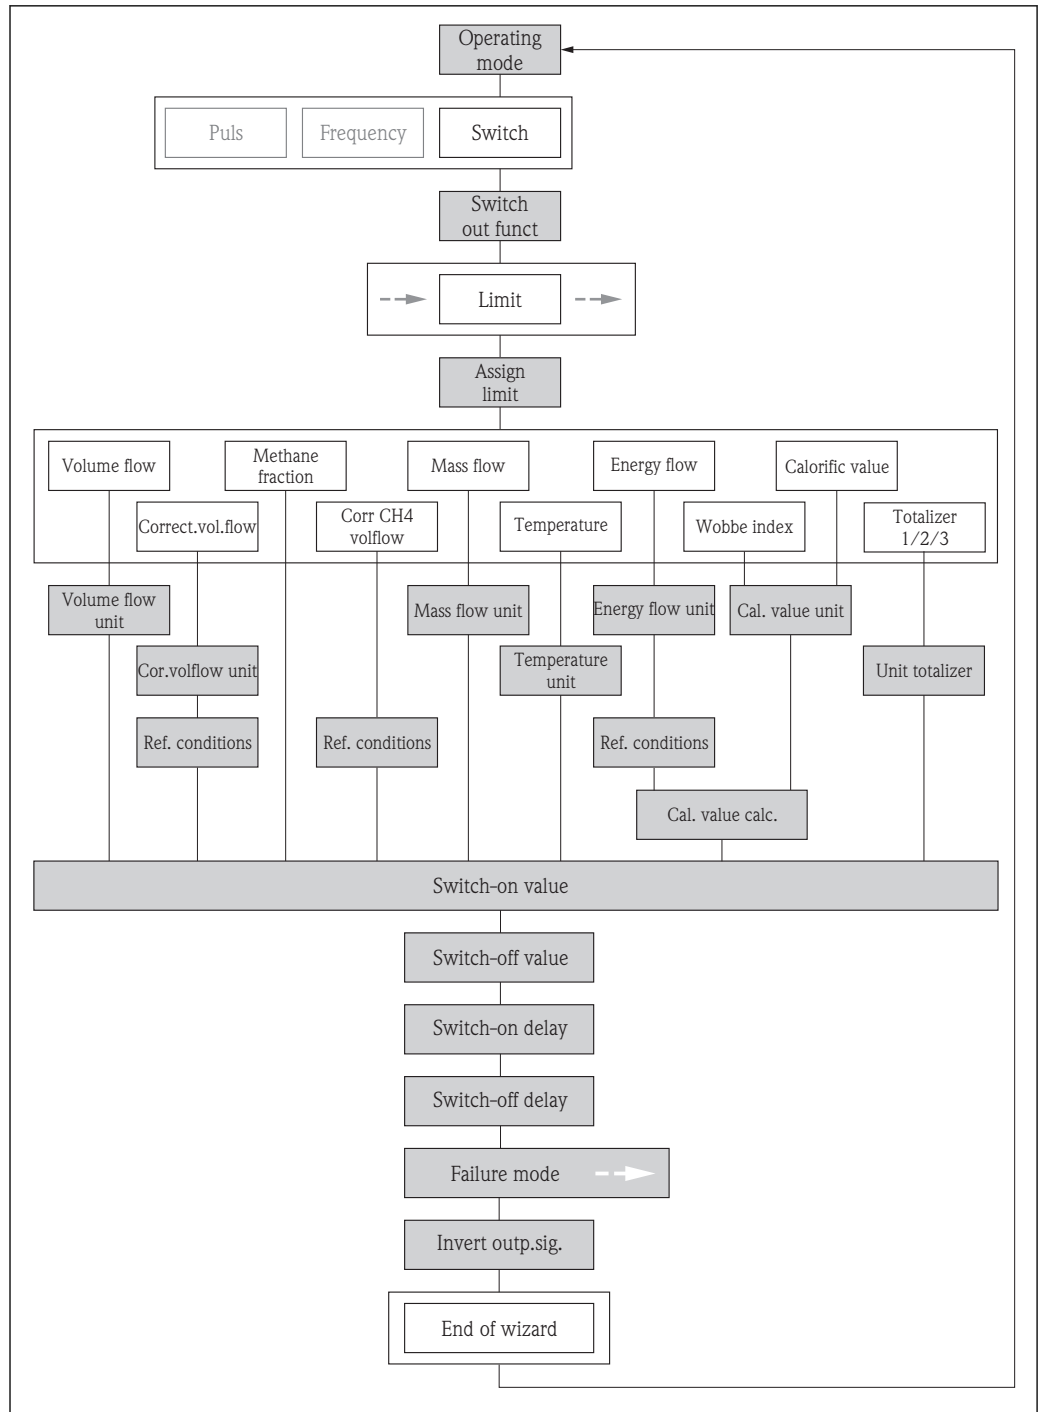 Operating
mode
Puls
Frequency
Switch
Switch
out funct
Limit
Assign
limit
Volume flow
Methane
fraction
Mass flow
Energy flow
Calorific value
Correct.vol.flow
Corr CH4
volflow
Temperature
Wobbe index
Totalizer
1/2/3
Volume flow
unit
Mass flow unit
Energy flow unit
Cal. value unit
Cor.volflow unit
Temperature
unit
Unit totalizer
Ref. conditions
Ref. conditions
Ref. conditions
Cal. value calc.
Switch-on value
Switch-off value
Switch-on delay
Switch-off delay
Failure mode
Invert outp.sig.
End of wizard